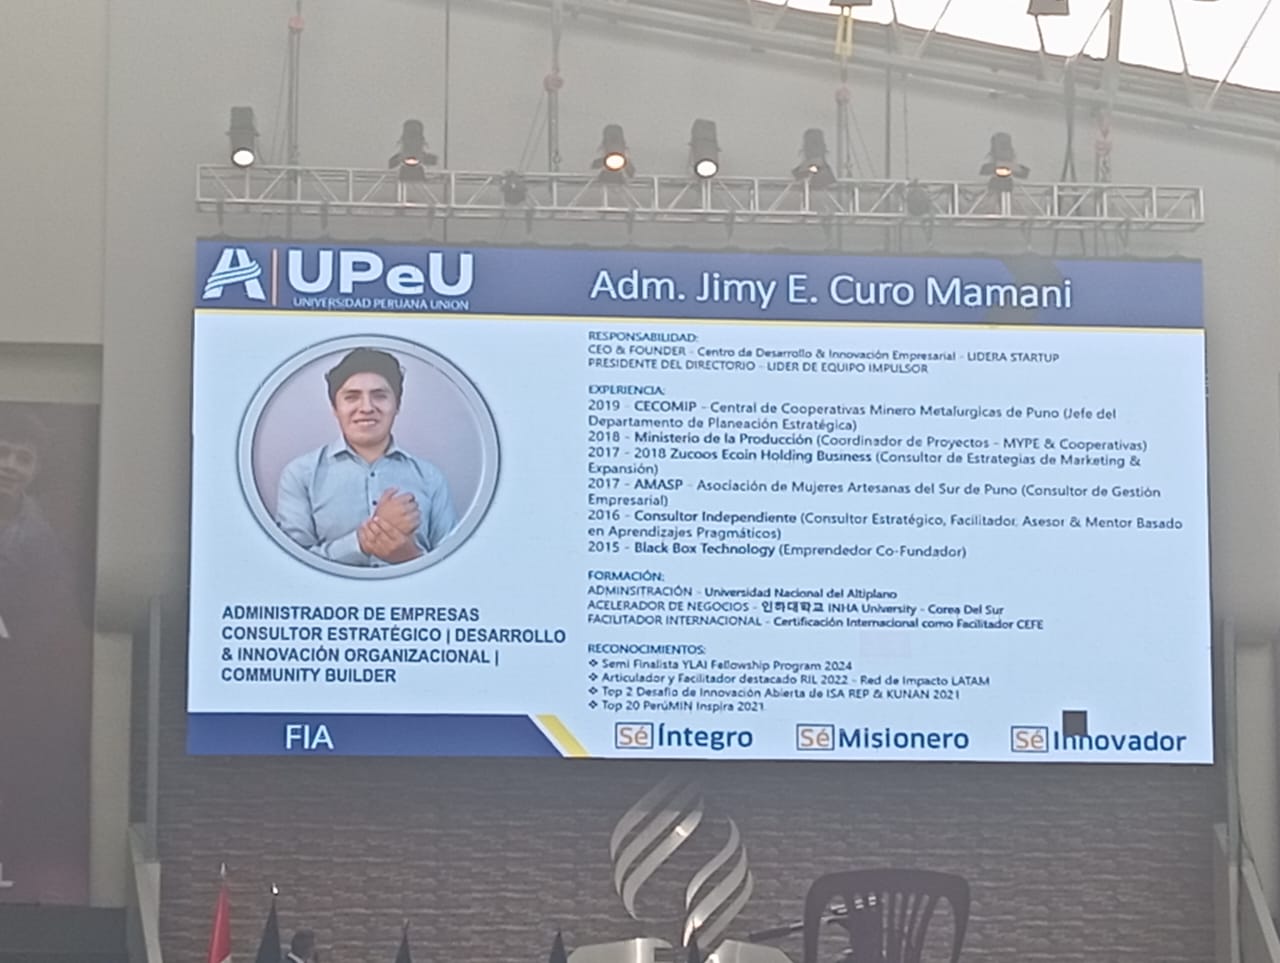 UPeU
UNIVERSIDAD PERUANA UNION
Adm. Jimy E. Curo Mamani
RESPONSABILIDAD:
CEO & FOUNDER - Centro de Desarrollo & Innovación Empresarial - LIDERA STARTUP
PRESIDENTE DEL DIRECTORIO - LIDER DE EQUIPO IMPULSOR
EXPERIENCIA:
2019 - CECOMIP - Central de Cooperativas Minero Metalurgicas de Puno (Jefe del
Departamento de Planeación Estratégica)
2018 - Ministerio de la Producción (Coordinador de Proyectos - MYPE & Cooperativas)
2017 - 2018 Zucoos Ecoin Holding Business (Consultor de Estrategias de Marketing &
Expansión)
2017 - AMASP - Asociación de Mujeres Artesanas del Sur de Puno (Consultor de Gestión
Empresarial)
2016 - Consultor Independiente (Consultor Estratégico, Facilitador, Asesor & Mentor Basado
en Aprendizajes Pragmáticos)
2015 - Black Box Technology (Emprendedor Co-Fundador)
FORMACIÓN:
ADMINSITRACIÓN - Universidad Nacional del Altiplano
ACELERADOR DE NEGOCIOS - 인하대학교 INHA University - Corea Del Sur
FACILITADOR INTERNACIONAL - Certificación Internacional como Facilitador CEFE
RECONOCIMIENTOS:
❖ Semi Finalista YLAI Fellowship Program 2024
❖ Articulador y Facilitador destacado RIL 2022 - Red de Impacto LATAM
❖ Top 2 Desafio de Innovación Abierta de ISA REP & KUNAN 2021
❖ Top 20 PerúMIN Inspira 2021
ADMINISTRADOR DE EMPRESAS
CONSULTOR ESTRATÉGICO | DESARROLLO
& INNOVACIÓN ORGANIZACIONAL |
COMMUNITY BUILDER
FIA
Sé Íntegro
Sé Misionero
Sé Innovador